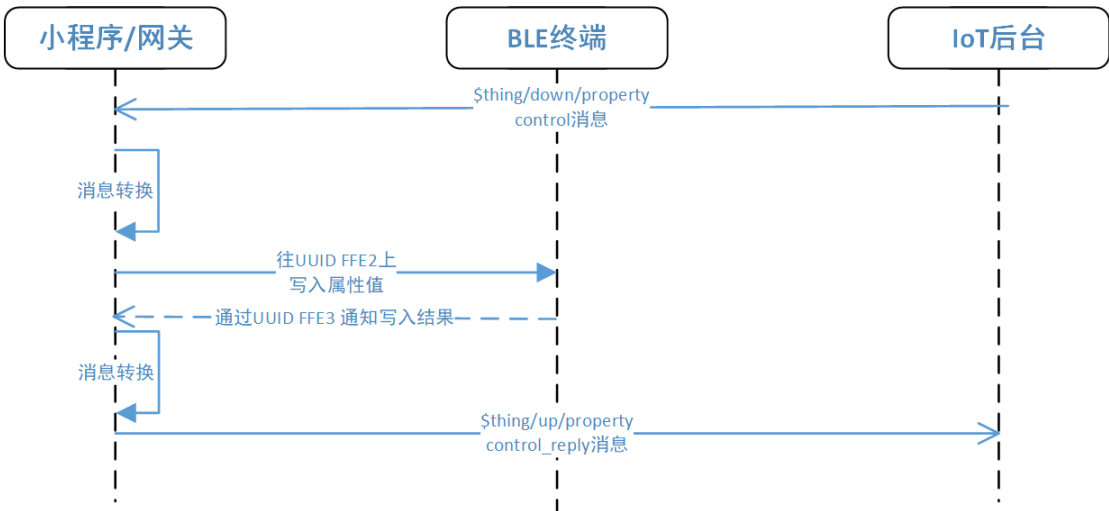 小程序/网关
BLE终端
IoT后台
$thing/down/property
control消息
消息转换
往UUID FFE2上
写入属性值
通过UUID FFE3 通知写入结果
消息转换
$thing/up/property
control_reply消息